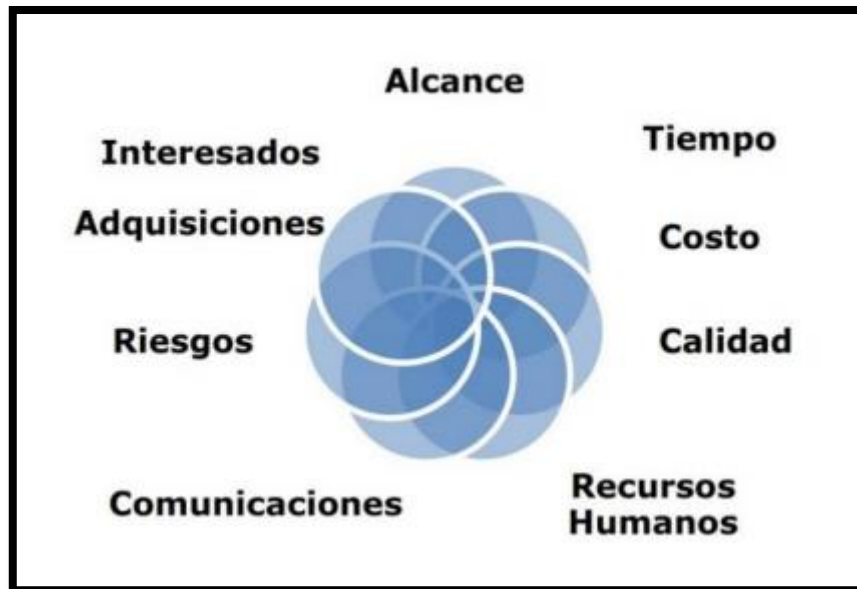 Alcance
Tiempo
Interesados
Adquisiciones
Costo
Riesgos
Calidad
Comunicaciones
Recursos
Humanos